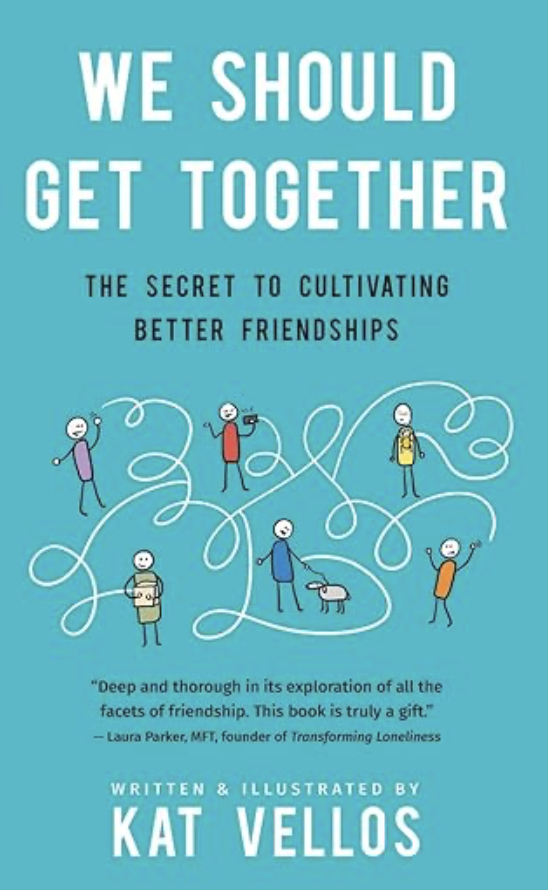 WE SHOULD
GET TOGETHER
THE SECRET TO CULTIVATING
BETTER FRIENDSHIPS
“Deep and thorough in its exploration of all the
facets of friendship. This book is truly a gift.”
— Laura Parker, MFT, founder of Transforming Loneliness
WRITTEN & ILLUSTRATED BY
KAT VELLOS